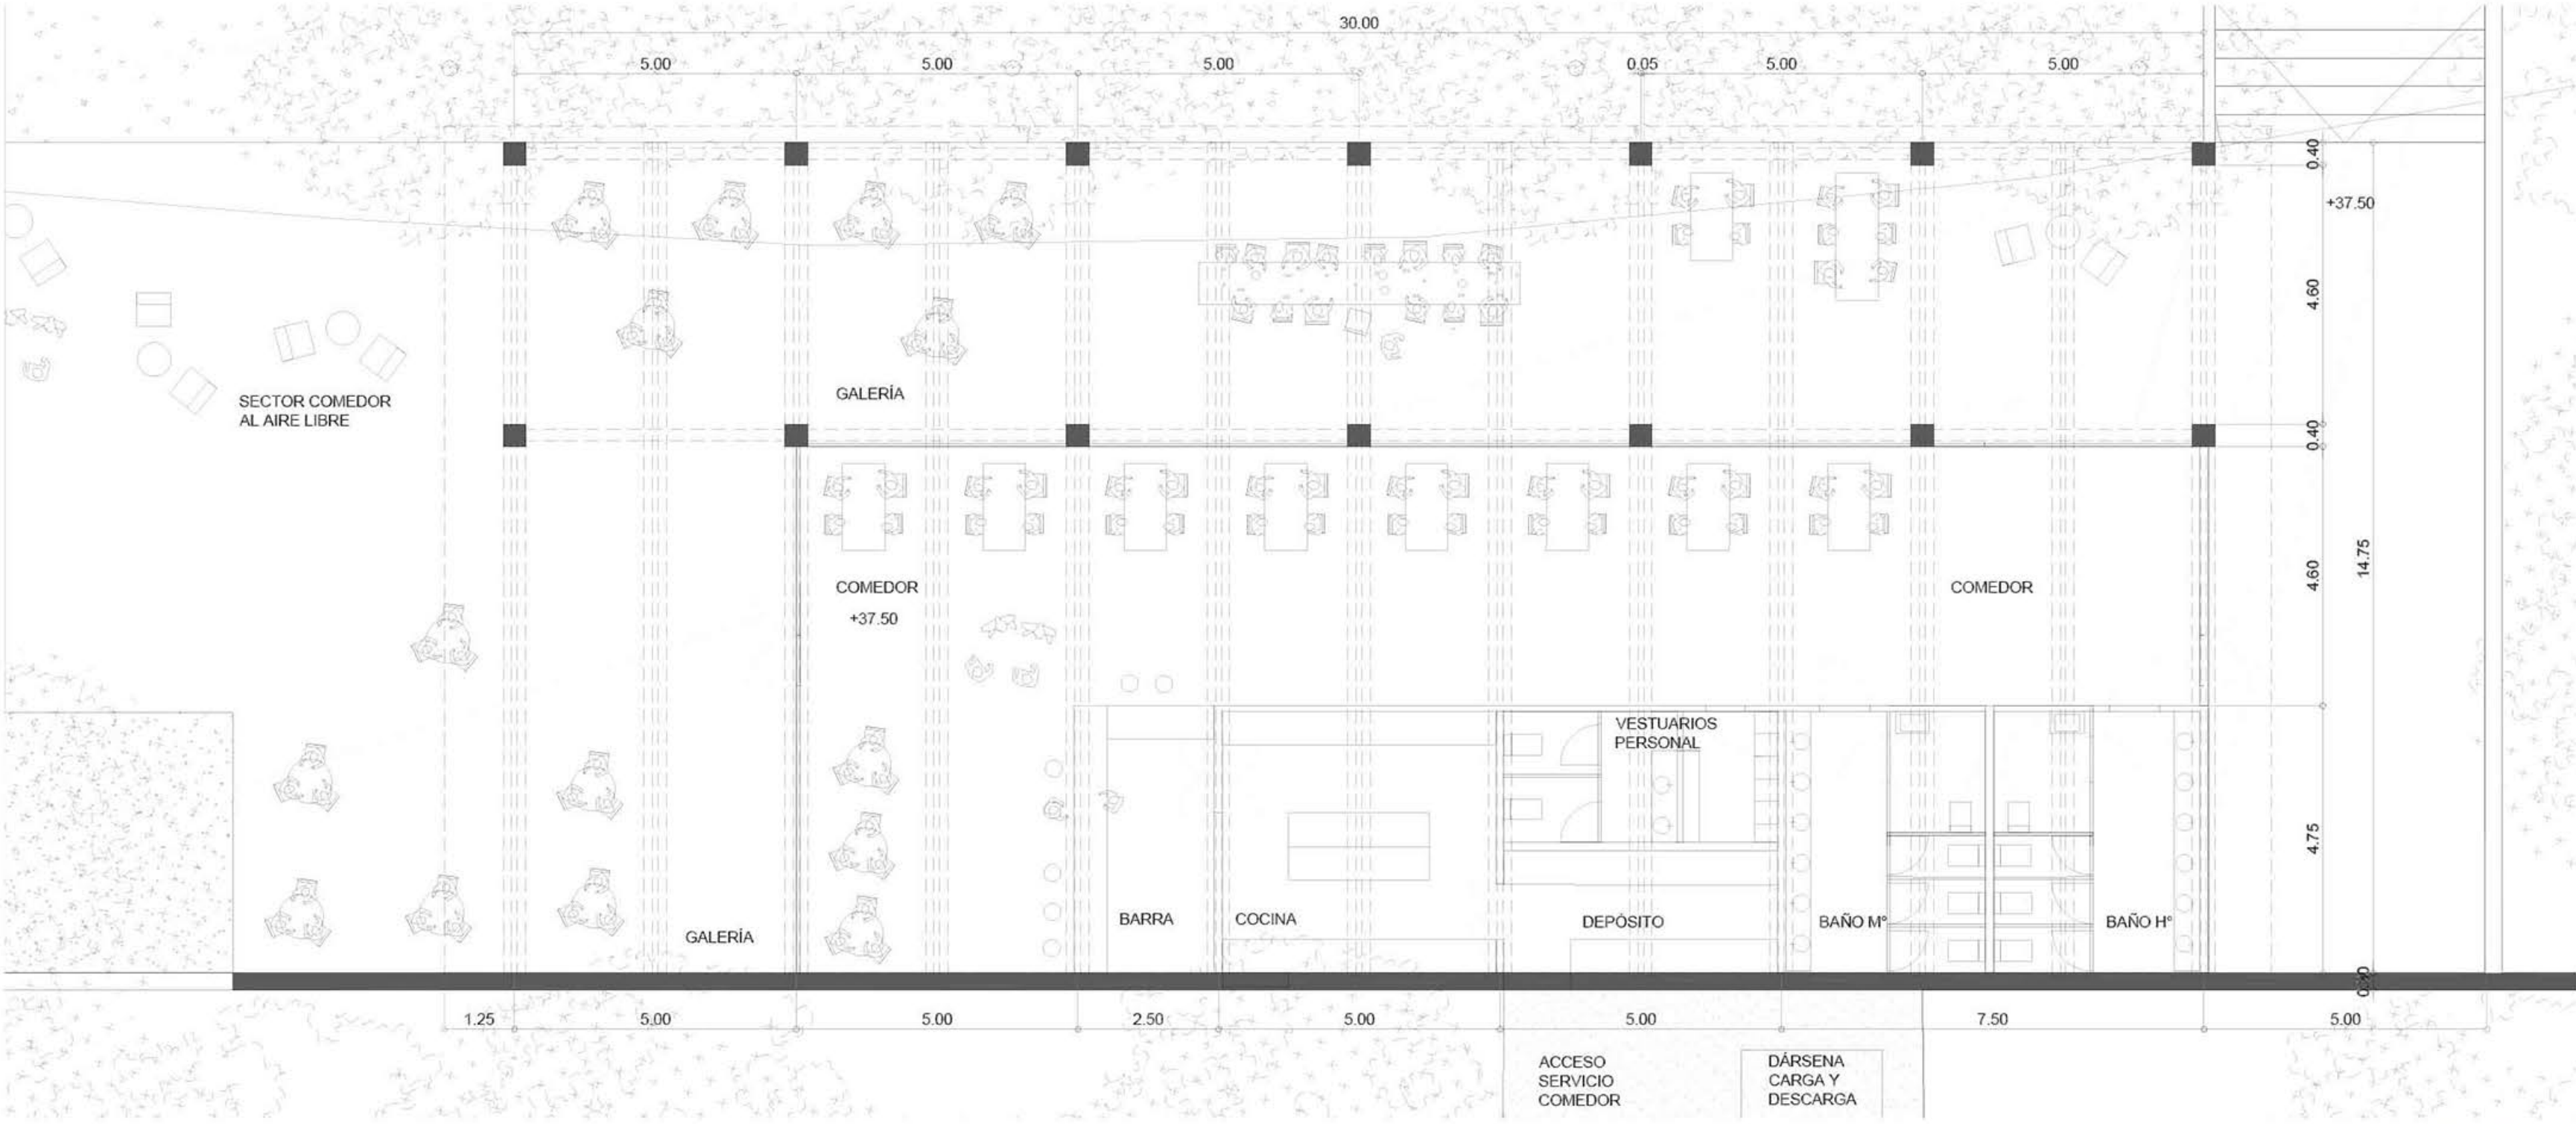 30.00
5.00
5.00
5.00
0.05
5.00
5.00
0.40
+37.50
4.60
GALERÍA
SECTOR COMEDOR
AL AIRE LIBRE
0.40
14.75
4.60
COMEDOR
+37.50
COMEDOR
VESTUARIOS
PERSONAL
4.75
BARRA
COCINA
DEPÓSITO
BAÑO Mº
BAÑO Hº
GALERÍA
1.25
5.00
5.00
2.50
5.00
5.00
7.50
5.00
ACCESO
SERVICIO
COMEDOR
DÁRSENA
CARGA Y
DESCARGA